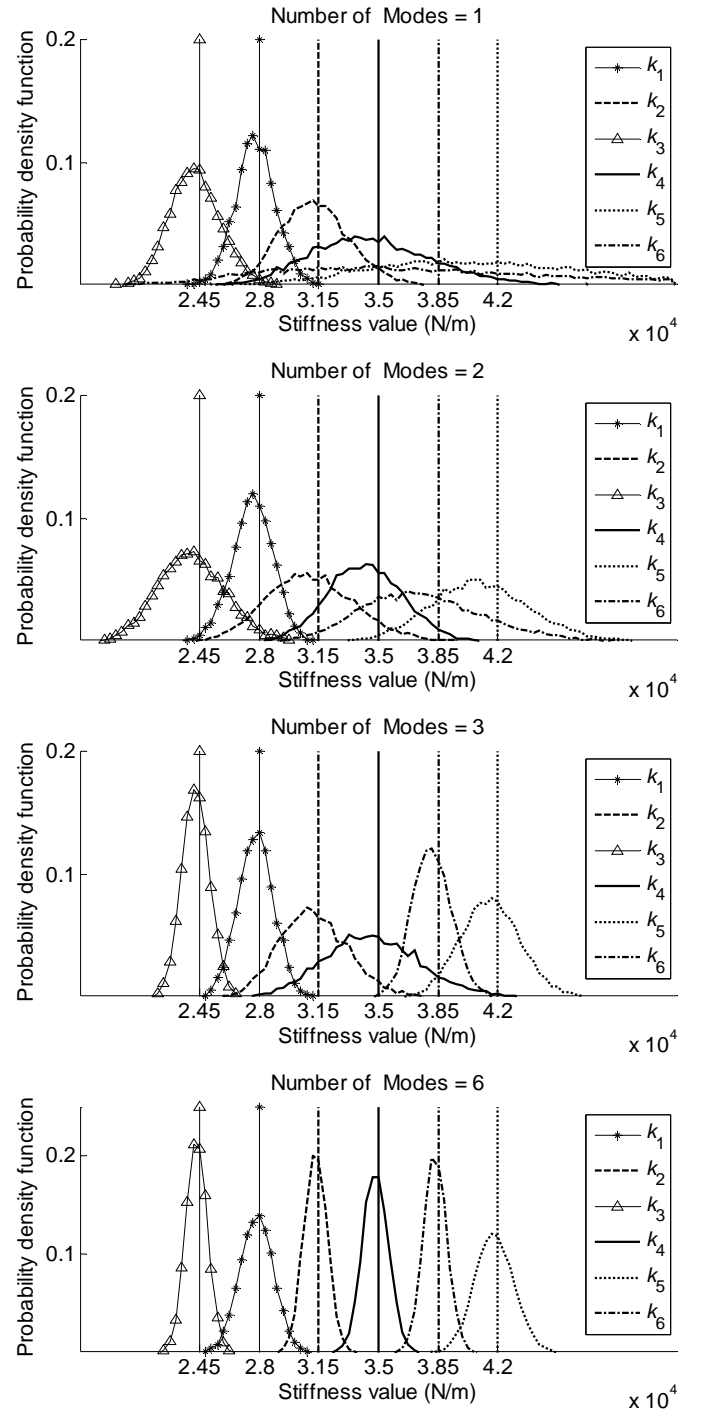 Number of Modes = 1
Probability density function
0.2
0.1
k1
k2
k3
k4
k5
k6
2.45 2.8 3.15 3.5 3.85 4.2
Stiffness value (N/m)
x 10^4
Number of Modes = 2
Probability density function
0.2
0.1
k1
k2
k3
k4
k5
k6
2.45 2.8 3.15 3.5 3.85 4.2
Stiffness value (N/m)
x 10^4
Number of Modes = 3
Probability density function
0.2
0.1
k1
k2
k3
k4
k5
k6
2.45 2.8 3.15 3.5 3.85 4.2
Stiffness value (N/m)
x 10^4
Number of Modes = 6
Probability density function
0.2
0.1
k1
k2
k3
k4
k5
k6
2.45 2.8 3.15 3.5 3.85 4.2
Stiffness value (N/m)
x 10^4